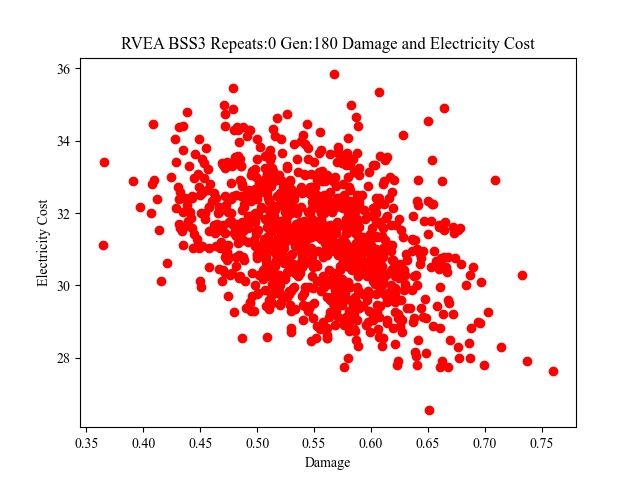 RVEA BSS3 Repeats:0 Gen:180 Damage and Electricity Cost
36
34
32
30
28
Electricity Cost
0.35 0.40 0.45 0.50 0.55 0.60 0.65 0.70 0.75
Damage